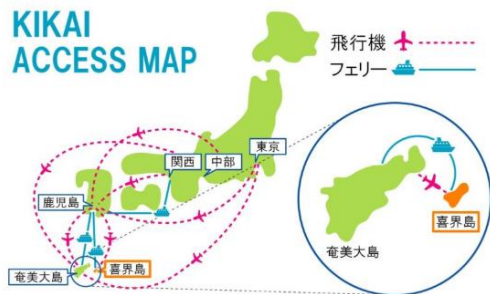 KIKAI
ACCESS MAP
飛行機
フェリー
関西
中部
東京
鹿児島
奄美大島
喜界島
奄美大島
喜界島